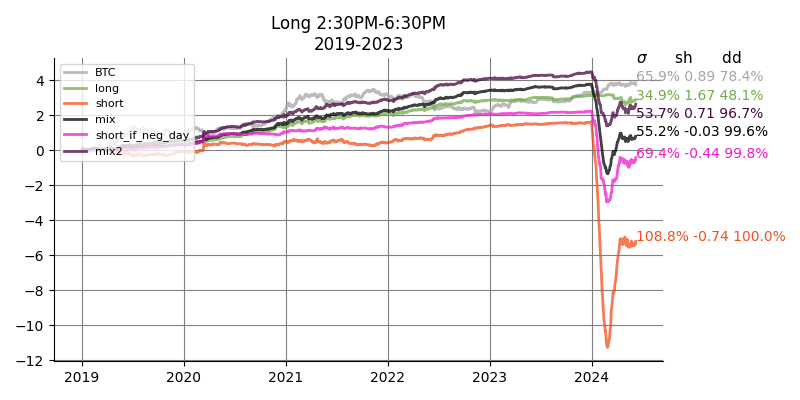 Long 2:30PM-6:30PM
2019-2023
σ sh dd
65.9% 0.89 78.4%
34.9% 1.67 48.1%
53.7% 0.71 96.7%
55.2% -0.03 99.6%
69.4% -0.44 99.8%
108.8% -0.74 100.0%
BTC
long
short
mix
short_if_neg_day
mix2
4
2
0
−2
−4
−6
−8
−10
−12
2019 2020 2021 2022 2023 2024